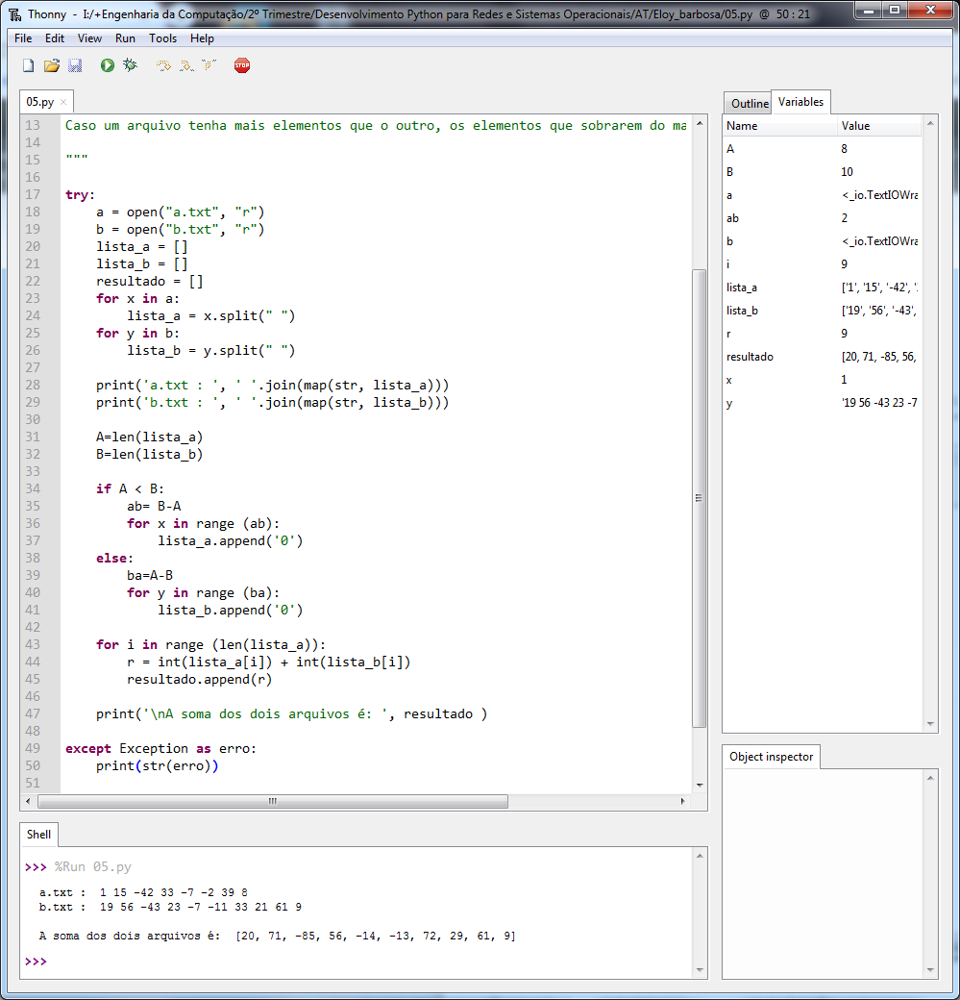 Thonny - I:/+Engenharia da Computação/2º Trimestre/Desenvolvimento Python para Redes e Sistemas Operacionais/AT/Eloy_barbosa/05.py @ 50 : 21
File Edit View Run Tools Help
STOP
05.py
13 Caso um arquivo tenha mais elementos que o outro, os elementos que sobrarem do ma
14
15 """
16
17 try:
18     a = open("a.txt", "r")
19     b = open("b.txt", "r")
20     lista_a = []
21     lista_b = []
22     resultado = []
23     for x in a:
24         lista_a = x.split(" ")
25     for y in b:
26         lista_b = y.split(" ")
27
28     print('a.txt : ', ' '.join(map(str, lista_a)))
29     print('b.txt : ', ' '.join(map(str, lista_b)))
30
31     A=len(lista_a)
32     B=len(lista_b)
33
34     if A < B:
35         ab= B-A
36         for x in range (ab):
37             lista_a.append('0')
38     else:
39         ba=A-B
40         for y in range (ba):
41             lista_b.append('0')
42
43     for i in range (len(lista_a)):
44         r = int(lista_a[i]) + int(lista_b[i])
45         resultado.append(r)
46
47     print('\nA soma dos dois arquivos é: ', resultado )
48
49 except Exception as erro:
50     print(str(erro))
51
Shell
>>> %Run 05.py
a.txt :  1 15 -42 33 -7 -2 39 8
b.txt :  19 56 -43 23 -7 -11 33 21 61 9
A soma dos dois arquivos é:  [20, 71, -85, 56, -14, -13, 72, 29, 61, 9]
>>>
Outline Variables
Name Value
A 8
B 10
a <_io.TextIOWra
ab 2
b <_io.TextIOWra
i 9
lista_a ['1', '15', '-42',
lista_b ['19', '56', '-43',
r 9
resultado [20, 71, -85, 56,
x 1
y '19 56 -43 23 -7
Object inspector